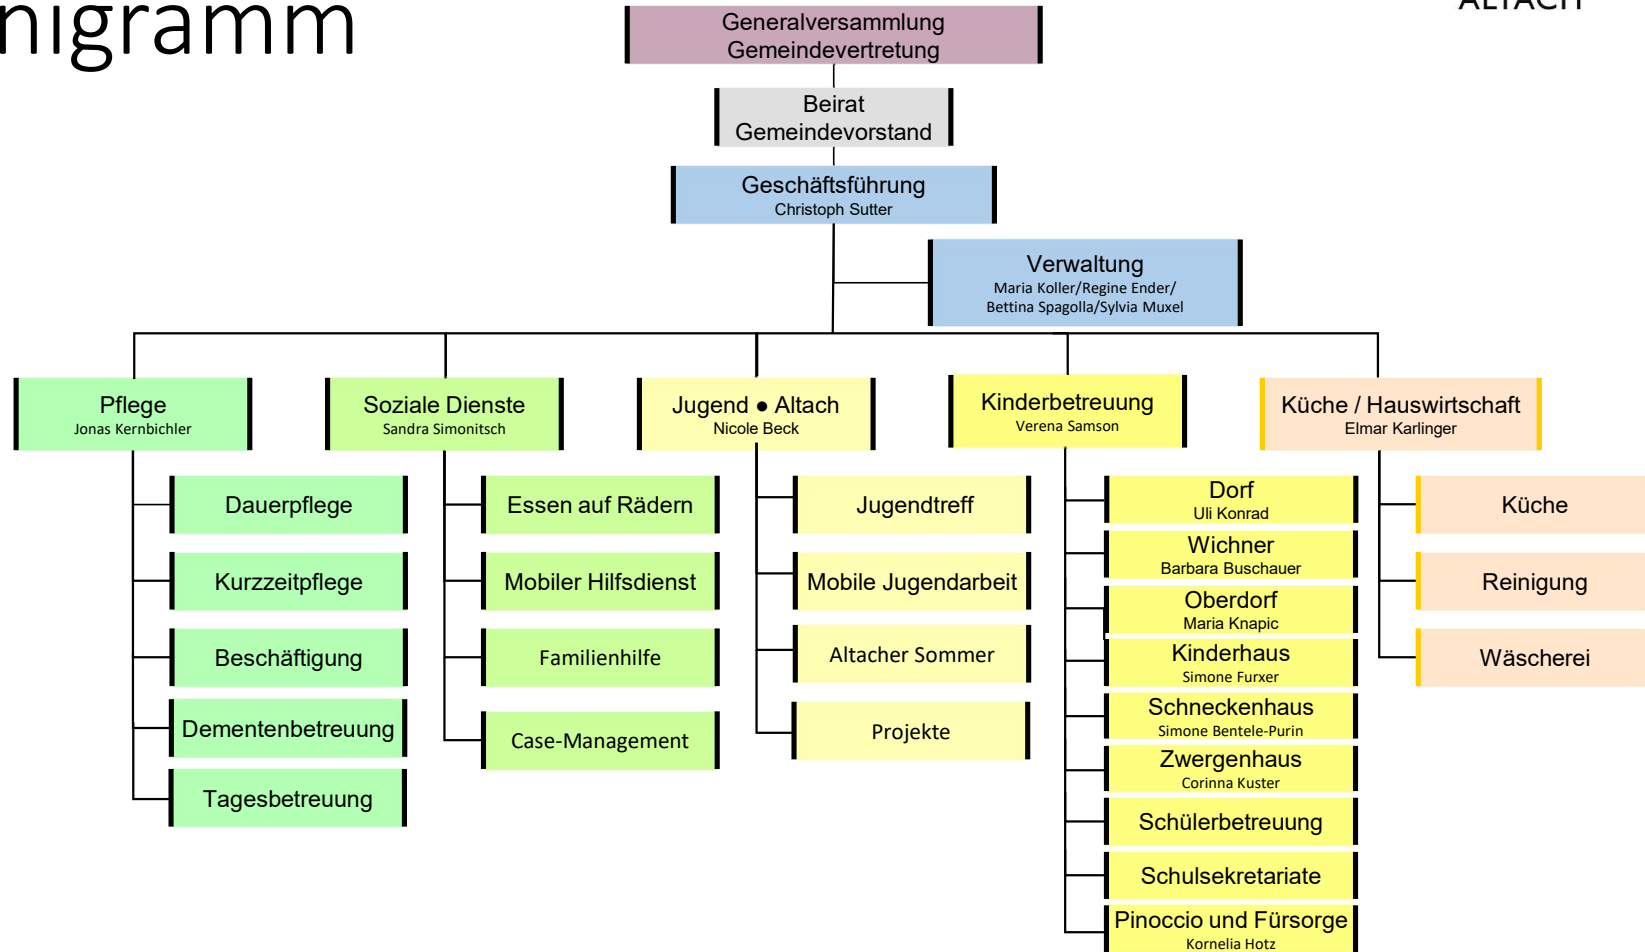 nigramm
ALTACH
Generalversammlung
Gemeindevertretung
Beirat
Gemeindevorstand
Geschäftsführung
Christoph Sutter
Verwaltung
Maria Koller/Regine Ender/
Bettina Spagolla/Sylvia Muxel
Pflege
Jonas Kernbichler
Dauerpflege
Kurzzeitpflege
Beschäftigung
Dementenbetreuung
Tagesbetreuung
Soziale Dienste
Sandra Simonitsch
Essen auf Rädern
Mobiler Hilfsdienst
Familienhilfe
Case-Management
Jugend ● Altach
Nicole Beck
Jugendtreff
Mobile Jugendarbeit
Altacher Sommer
Projekte
Kinderbetreuung
Verena Samson
Dorf
Uli Konrad
Wichner
Barbara Buschauer
Oberdorf
Maria Knapic
Kinderhaus
Simone Furxer
Schneckenhaus
Simone Bentele-Purin
Zwergenhaus
Corinna Kuster
Schülerbetreuung
Schulsekretariate
Pinoccio und Fürsorge
Kornelia Hotz
Küche / Hauswirtschaft
Elmar Karlinger
Küche
Reinigung
Wäscherei